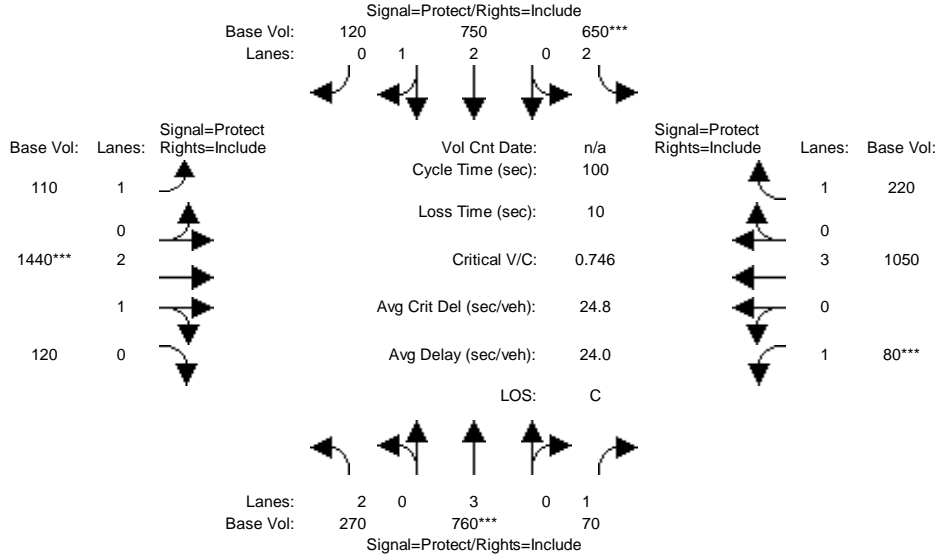 Signal=Protect/Rights=Include
Base Vol: 120 750 650***
Lanes: 0 1 2 0 2
Signal=Protect
Base Vol: Lanes: Rights=Include
Vol Cnt Date: n/a
Signal=Protect
Rights=Include Lanes: Base Vol:
Cycle Time (sec): 100
110 1
1 220
Loss Time (sec): 10
0
0
1440*** 2
Critical V/C: 0.746
3 1050
1
Avg Crit Del (sec/veh): 24.8
0
120 0
Avg Delay (sec/veh): 24.0
1 80***
LOS: C
Lanes: 2 0 3 0 1
Base Vol: 270 760*** 70
Signal=Protect/Rights=Include